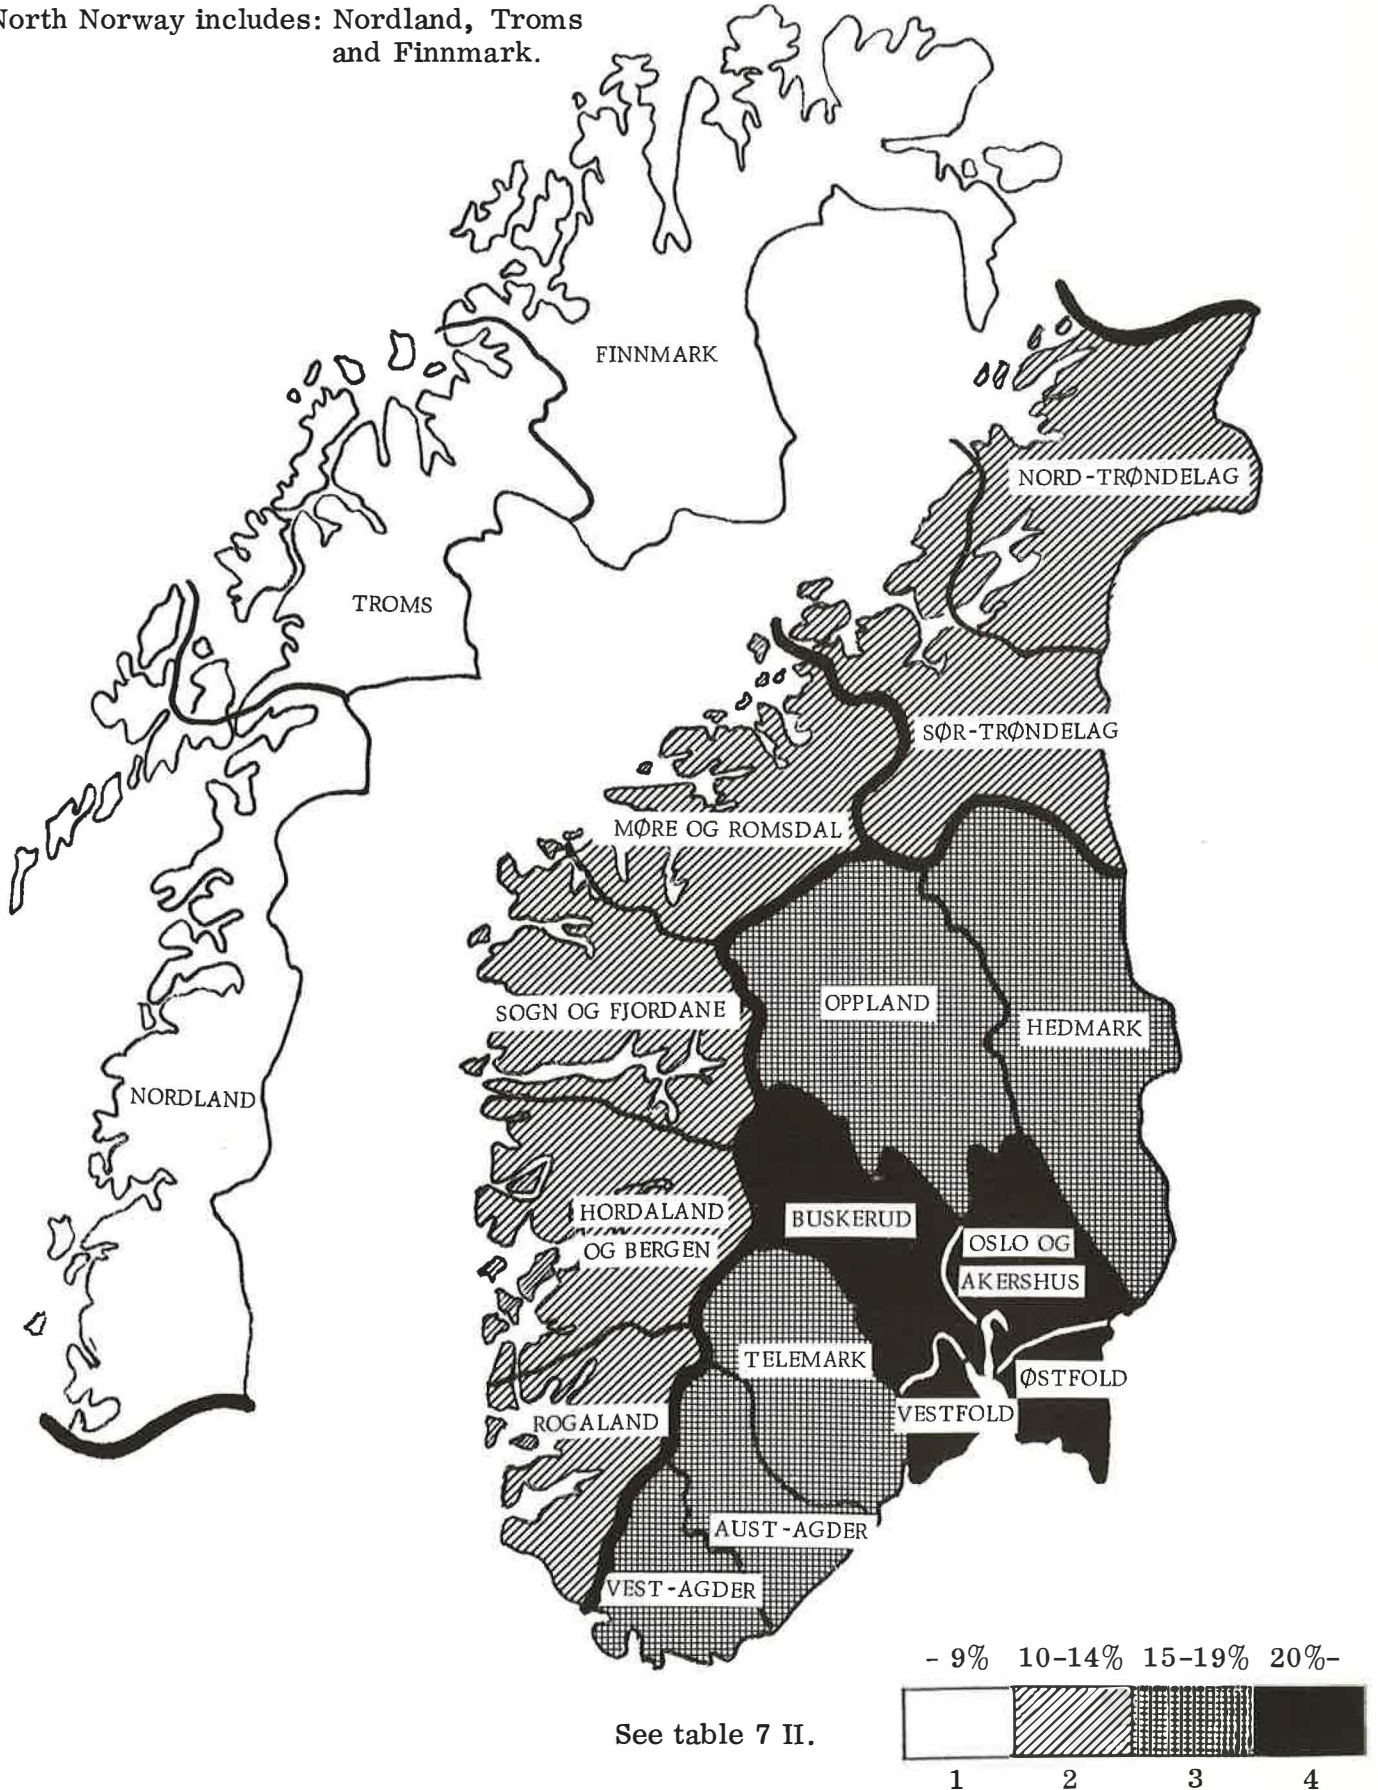 North Norway includes: Nordland, Troms
and Finnmark.
FINNMARK
NORD-TRØNDELAG
TROMS
SØR-TRØNDELAG
MØRE OG ROMSDAL
OPPLAND
SOGN OG FJORDANE
HEDMARK
NORDLAND
HORDALAND
OG BERGEN
BUSKERUD
OSLO OG
AKERSHUS
TELEMARK
ØSTFOLD
VESTFOLD
ROGALAND
AUST-AGDER
VEST-AGDER
- 9% 10-14% 15-19% 20%-
See table 7 II.
1 2 3 4